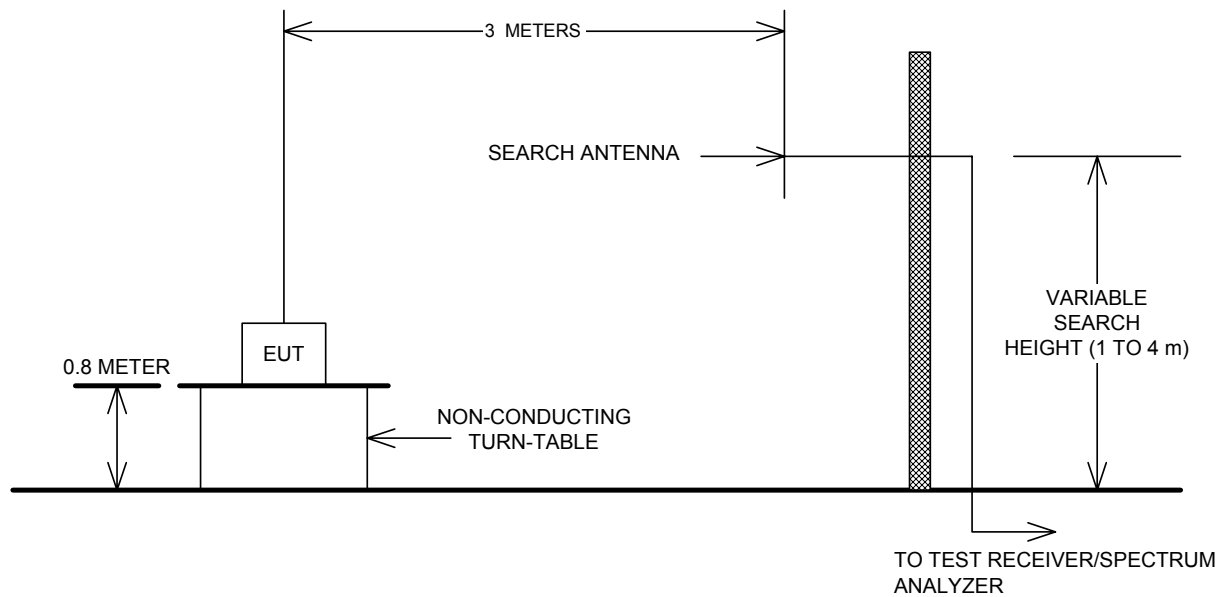 3 METERS
SEARCH ANTENNA
EUT
0.8 METER
NON-CONDUCTING
TURN-TABLE
VARIABLE
SEARCH
HEIGHT (1 TO 4 m)
TO TEST RECEIVER/SPECTRUM
ANALYZER